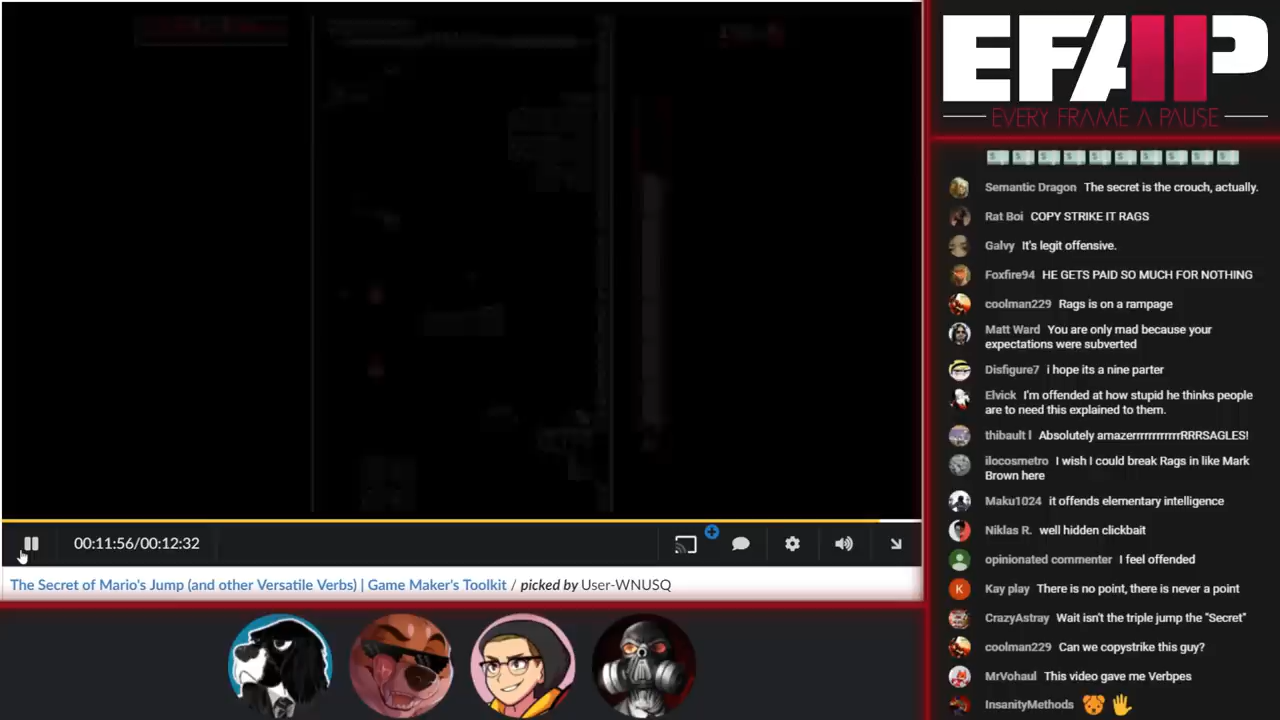 EFAP
EVERY FRAME A PAUSE
Semantic Dragon The secret is the crouch, actually.
Rat Boi COPY STRIKE IT RAGS
Galvy It's legit offensive.
Foxfire94 HE GETS PAID SO MUCH FOR NOTHING
coolman229 Rags is on a rampage
Matt Ward You are only mad because your
expectations were subverted
Disfigure7 i hope its a nine parter
Elvick I'm offended at how stupid he thinks people
are to need this explained to them.
thibault l Absolutely amazerrrrrrrrrrrRRRSAGLES!
ilocosmetro I wish I could break Rags in like Mark
Brown here
Maku1024 it offends elementary intelligence
Niklas R. well hidden clickbait
opinionated commenter I feel offended
K
Kay play There is no point, there is never a point
CrazyAstray Wait isn't the triple jump the "Secret"
coolman229 Can we copystrike this guy?
MrVohaul This video gave me Verbpes
InsanityMethods
00:11:56/00:12:32
The Secret of Mario's Jump (and other Versatile Verbs) | Game Maker's Toolkit / picked by User-WNUSQ